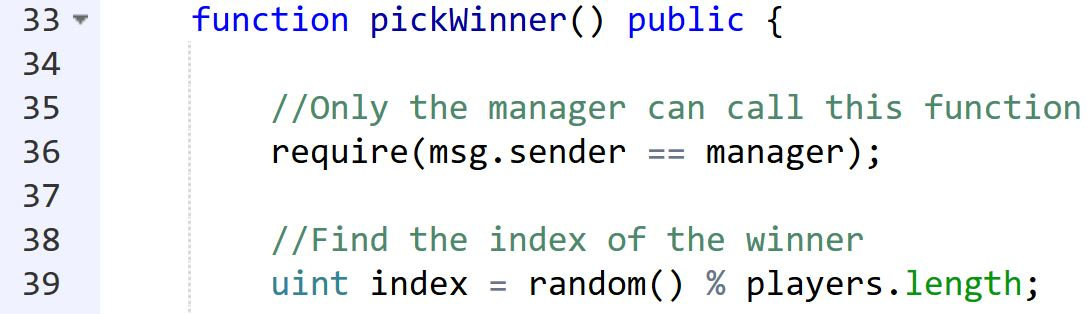 33 function pickWinner() public {
34
35 //Only the manager can call this function
36 require(msg.sender == manager);
37
38 //Find the index of the winner
39 uint index = random() % players.length;